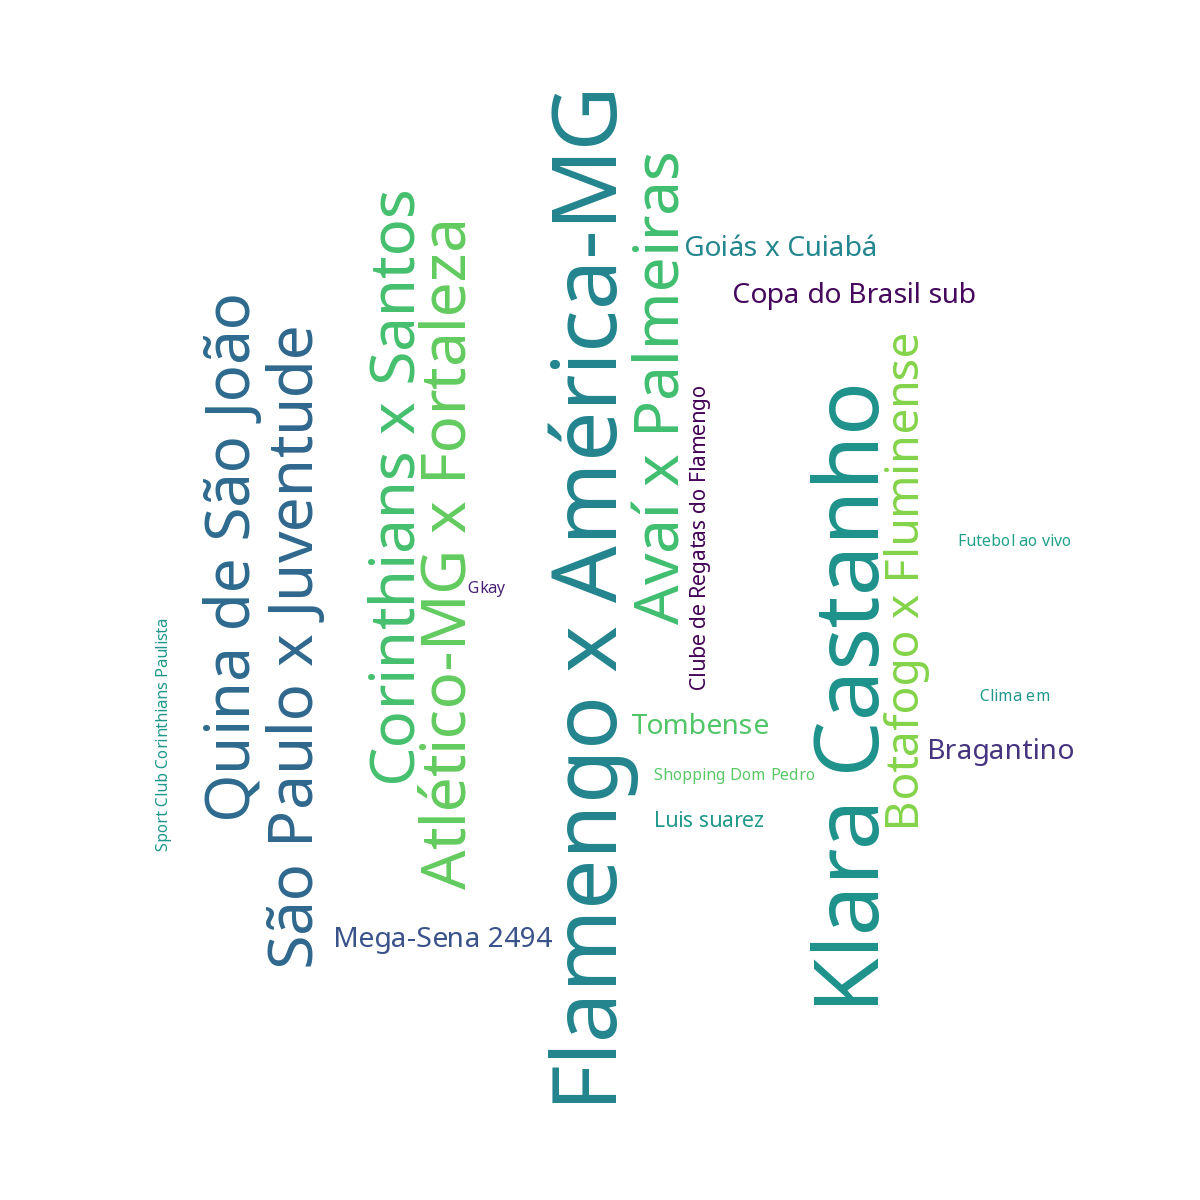 Sport Club Corinthians Paulista
Quina de São João
São Paulo x Juventude
Corinthians x Santos
Atlético-MG x Fortaleza
Gkay
Mega-Sena 2494
Flamengo x América-MG
Avaí x Palmeiras
Goiás x Cuiabá
Copa do Brasil sub
Clube de Regatas do Flamengo
Tombense
Shopping Dom Pedro
Luis suarez
Klara Castanho
Botafogo x Fluminense
Futebol ao vivo
Clima em
Bragantino